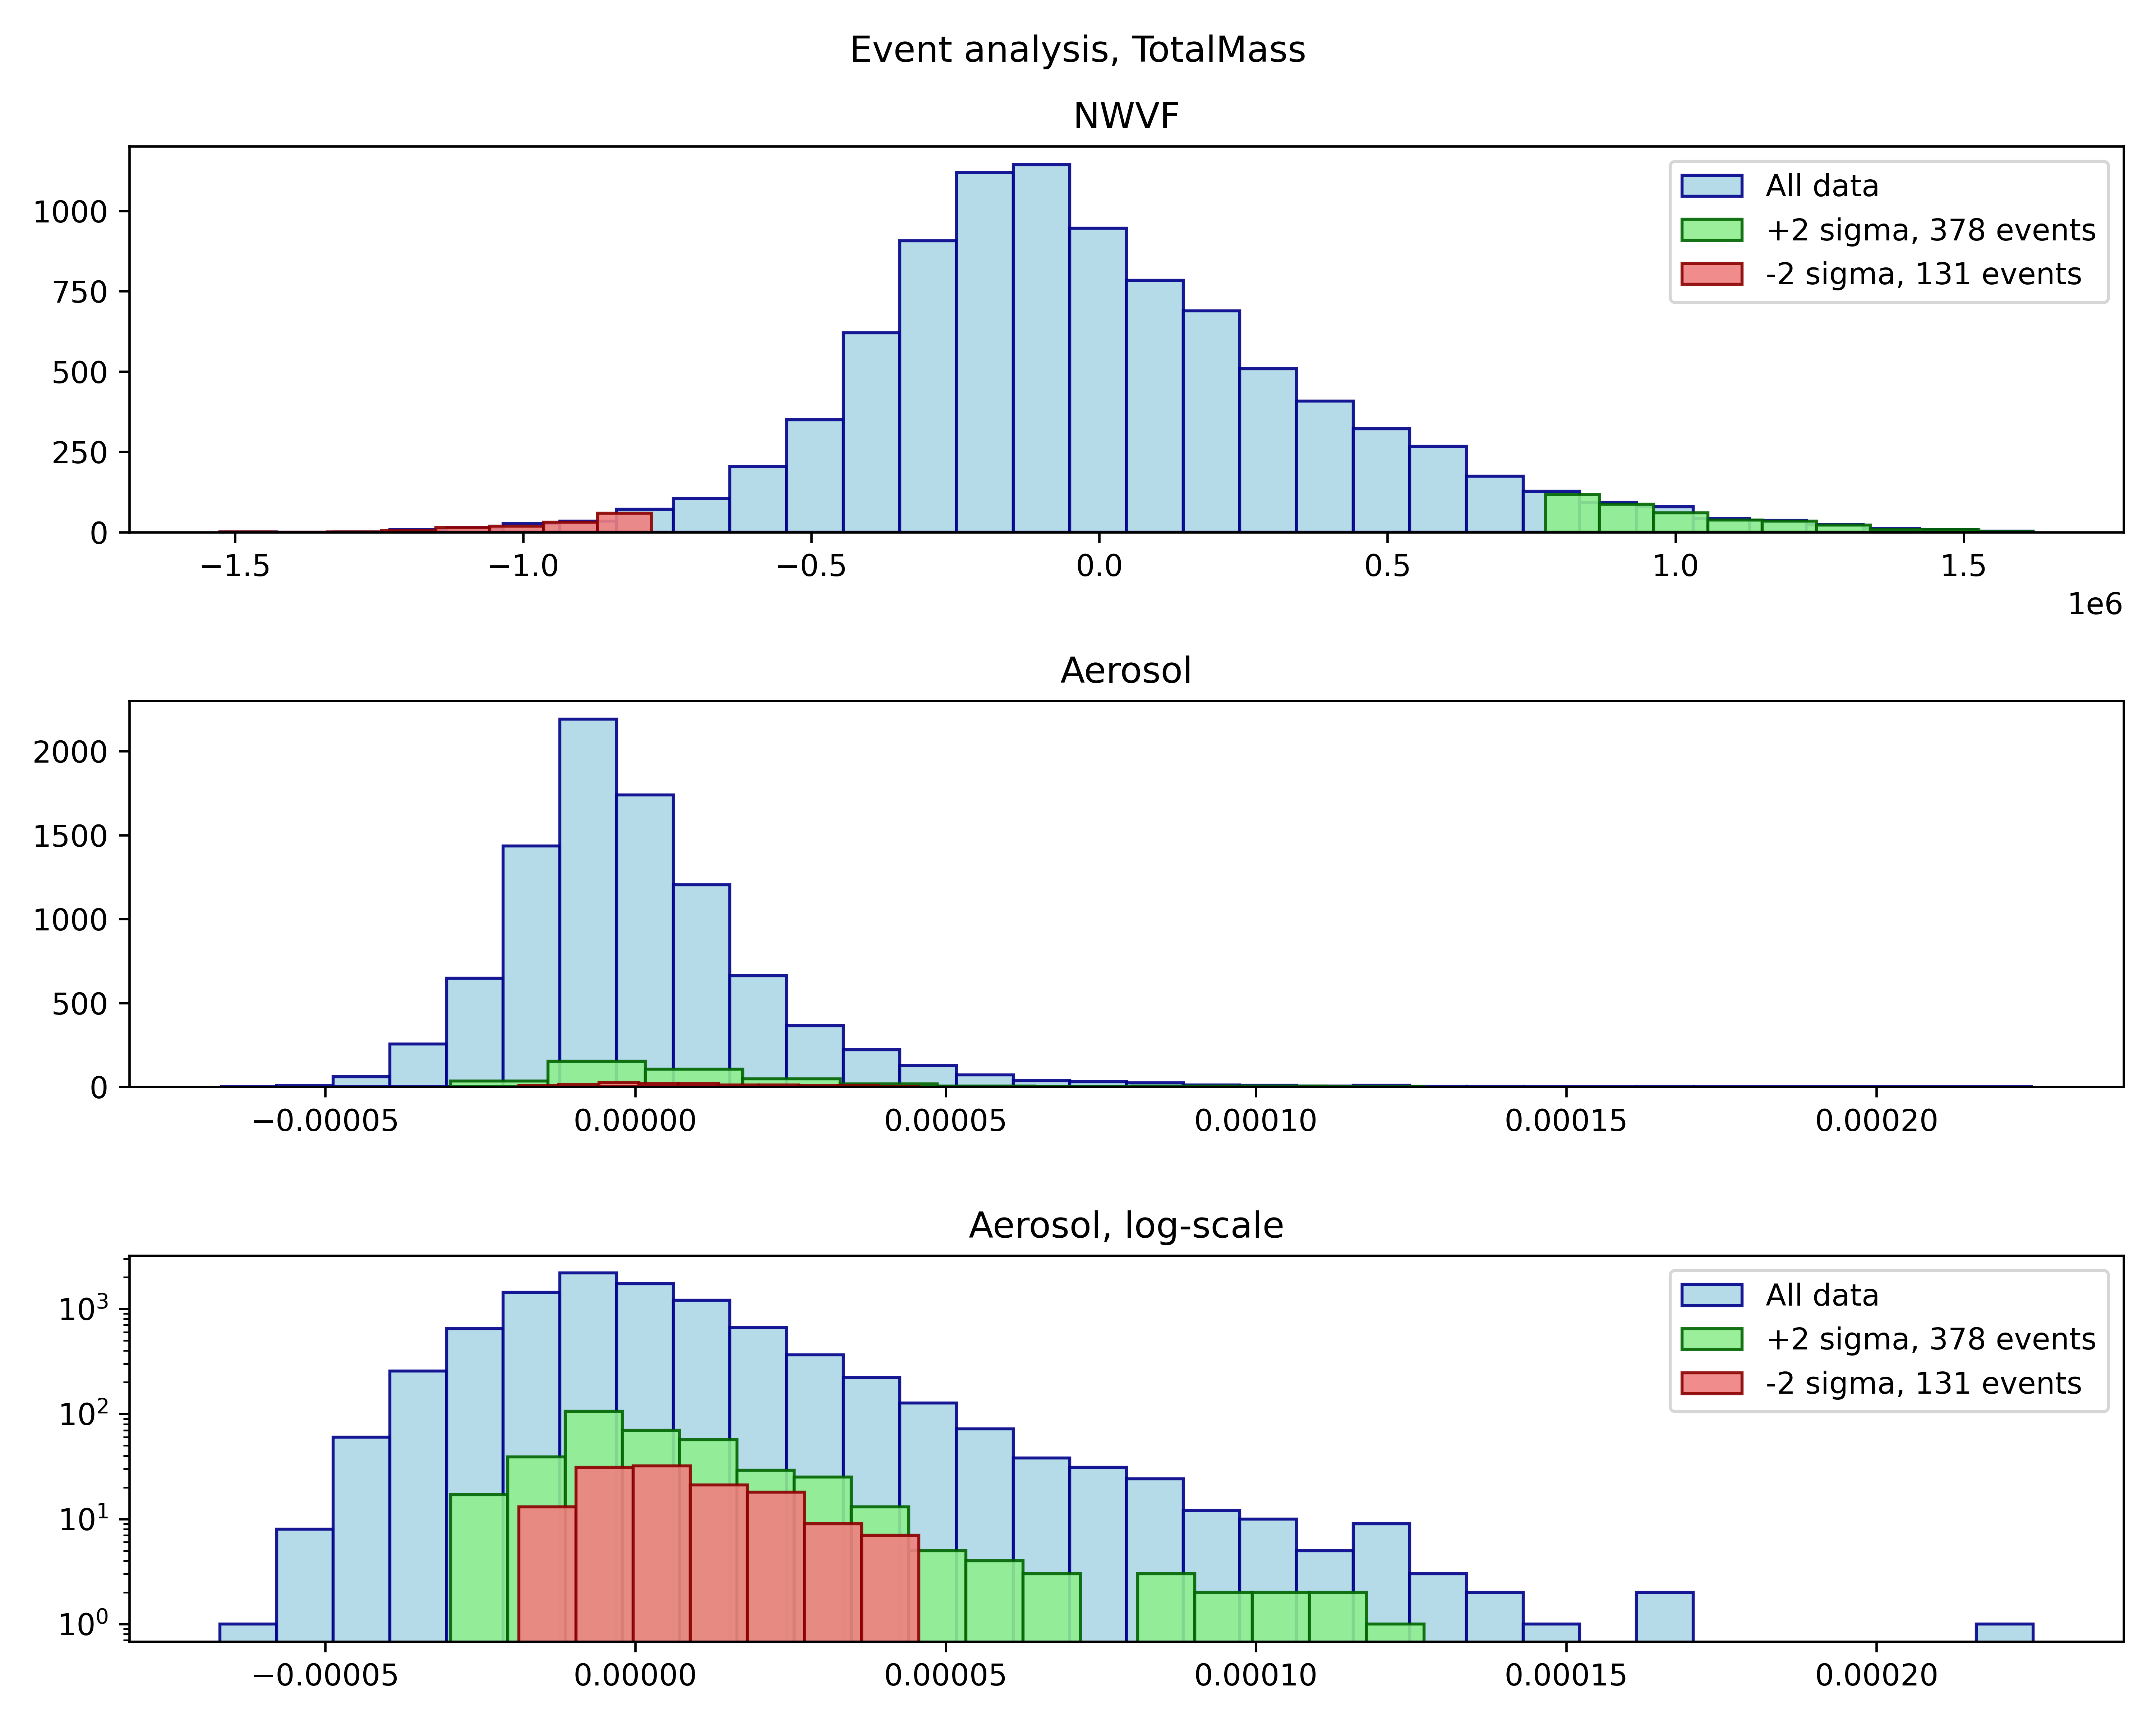 Event analysis, TotalMass
NWVF
All data
+2 sigma, 378 events
-2 sigma, 131 events
1000
750
500
250
0
−1.5 −1.0 −0.5 0.0 0.5 1.0 1.5
1e6
Aerosol
2000
1500
1000
500
0
−0.00005 0.00000 0.00005 0.00010 0.00015 0.00020
Aerosol, log-scale
All data
+2 sigma, 378 events
-2 sigma, 131 events
10³
10²
10¹
10⁰
−0.00005 0.00000 0.00005 0.00010 0.00015 0.00020